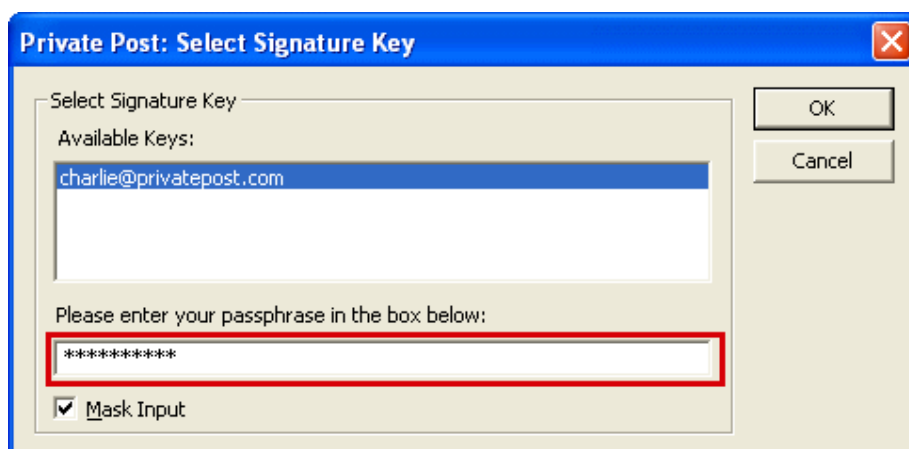 Private Post: Select Signature Key
Select Signature Key
OK
Available Keys:
Cancel
charlie@privatepost.com
Please enter your passphrase in the box below:
**********
Mask Input